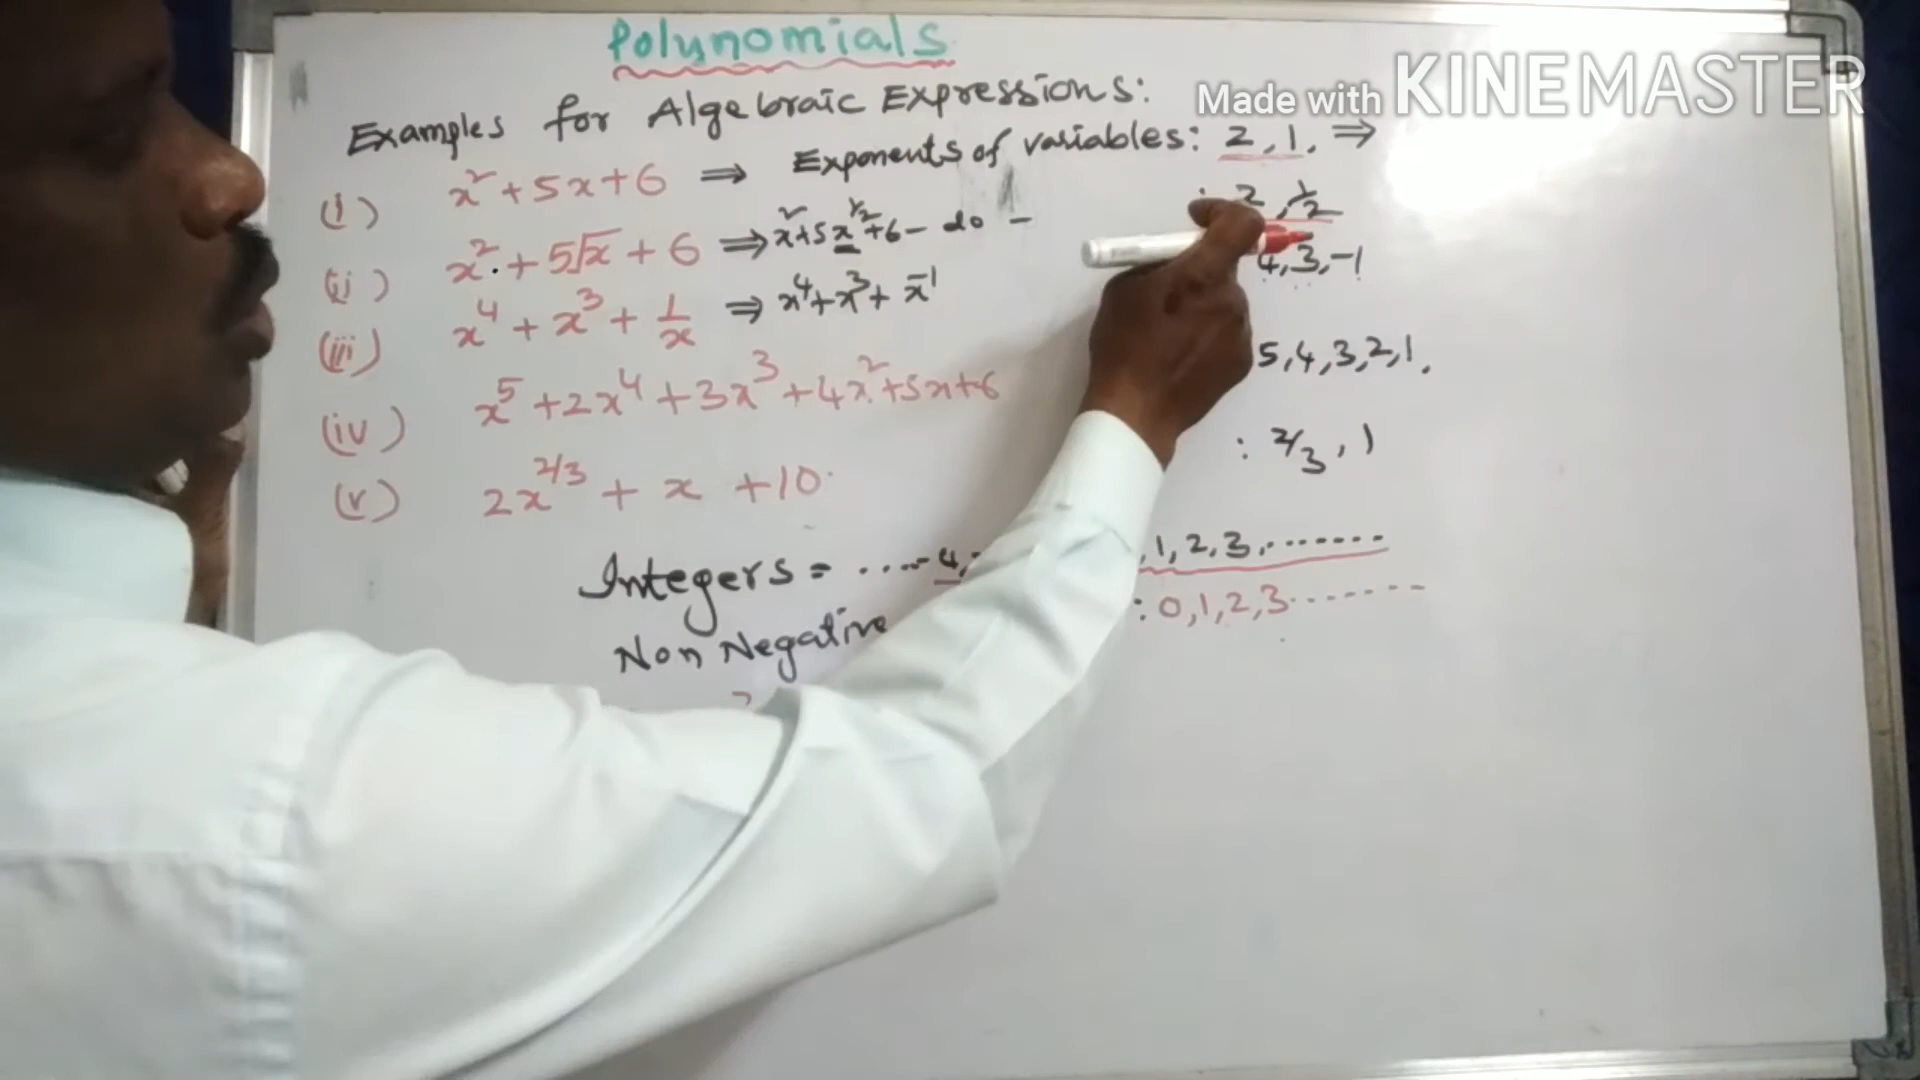 Polynomials
Made with KINEMASTER
Examples for Algebraic Expressions:
(i) x² + 5x + 6 ⇒ Exponents of variables: 2, 1, ⇒
(ii) x² + 5√x + 6 ⇒ x²+5x^1/2+6 - do - : 2, 1/2
(iii) x⁴ + x³ + 1/x ⇒ x⁴+x³+x⁻¹ 4, 3, -1
(iv) x⁵ + 2x⁴ + 3x³ + 4x² + 5x + 6 5, 4, 3, 2, 1.
(v) 2x^2/3 + x + 10 : 2/3, 1
Integers = .....-4, , 1, 2, 3, .......
Non Negative : 0, 1, 2, 3.......